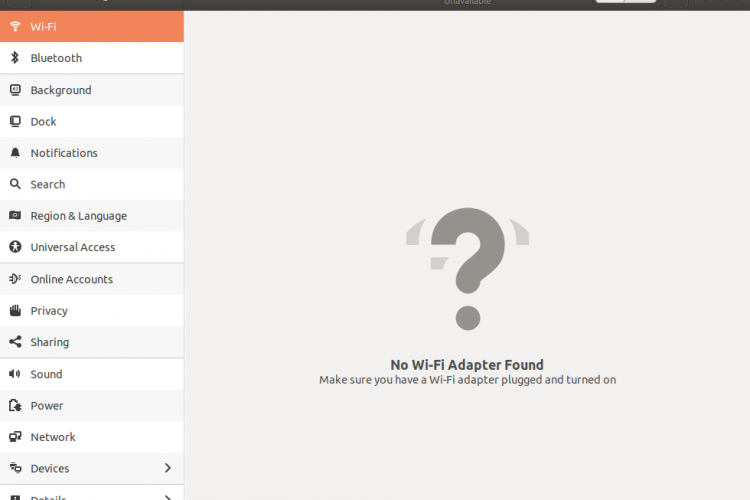 Unavailable
Wi-Fi
Bluetooth
Background
Dock
Notifications
Search
Region & Language
Universal Access
Online Accounts
Privacy
Sharing
Sound
Power
Network
Devices
Details
No Wi-Fi Adapter Found
Make sure you have a Wi-Fi adapter plugged and turned on